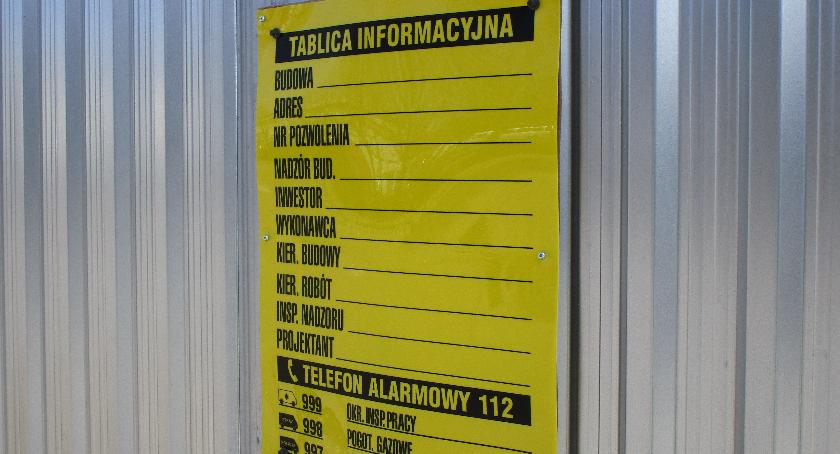 TABLICA INFORMACYJNA
BUDOWA
ADRES
NR POZWOLENIA
NADZÓR BUD.
INWESTOR
WYKONAWCA
KIER. BUDOWY
KIER. ROBÓT
INSP. NADZORU
PROJEKTANT
TELEFON ALARMOWY 112
999 OKR. INSP. PRACY
998 POGOT. GAZOWE
997